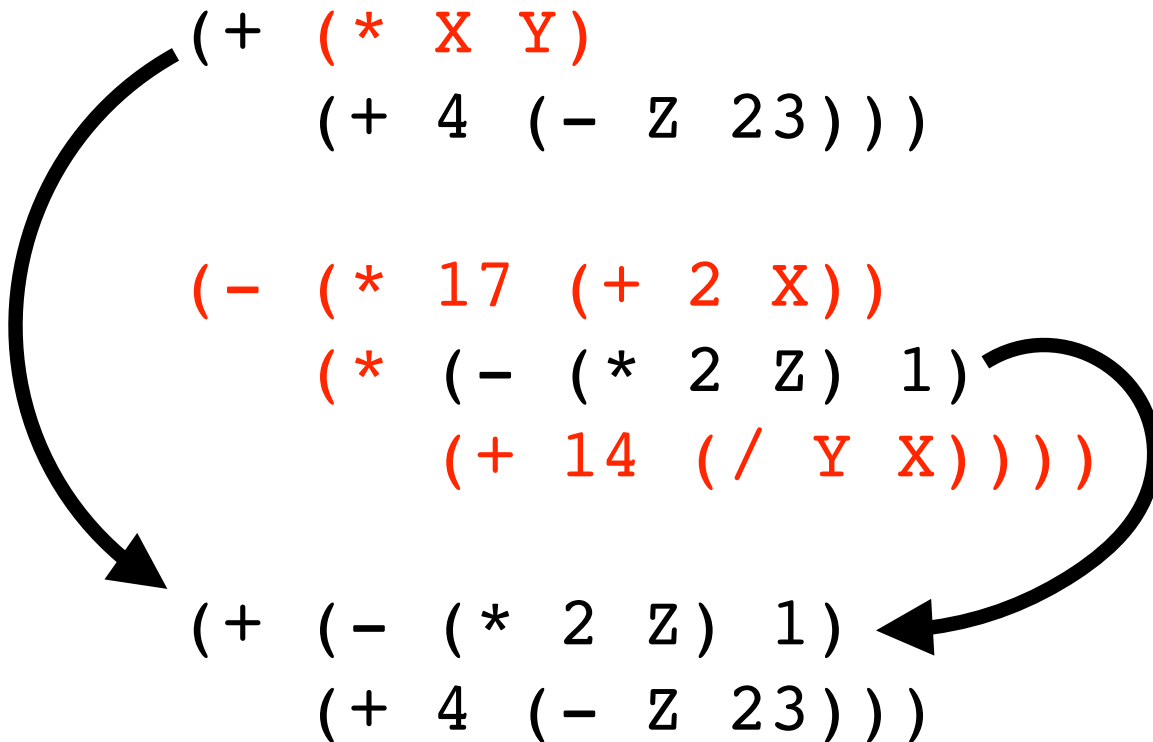 (+ (* X Y)
(+ 4 (- Z 23)))
(- (* 17 (+ 2 X))
(* (- (* 2 Z) 1)
(+ 14 (/ Y X))))
(+ (- (* 2 Z) 1)
(+ 4 (- Z 23)))